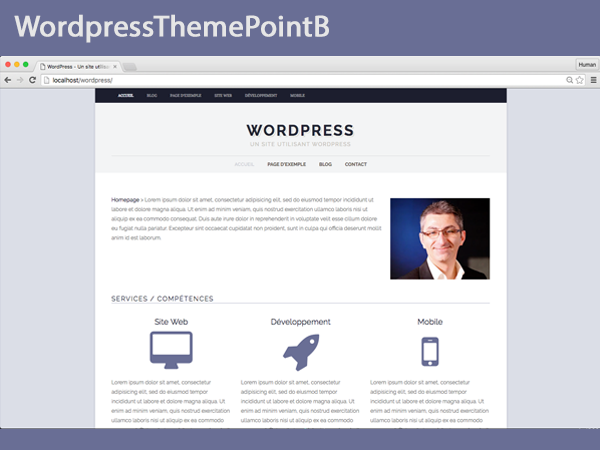 WordpressThemePointB
WordPress - Un site utilisan
Human
localhost/wordpress/
ACCUEIL BLOG PAGE D'EXEMPLE SITE WEB DÉVELOPPEMENT MOBILE
WORDPRESS
UN SITE UTILISANT WORDPRESS
ACCUEIL PAGE D'EXEMPLE BLOG CONTACT
Homepage » Lorem ipsum dolor sit amet, consectetur adipisicing elit, sed do eiusmod tempor incididunt ut
labore et dolore magna aliqua. Ut enim ad minim veniam, quis nostrud exercitation ullamco laboris nisi ut
aliquip ex ea commodo consequat. Duis aute irure dolor in reprehenderit in voluptate velit esse cillum dolore
eu fugiat nulla pariatur. Excepteur sint occaecat cupidatat non proident, sunt in culpa qui officia deserunt mollit
anim id est laborum.
SERVICES / COMPÉTENCES
Site Web Développement Mobile
Lorem ipsum dolor sit amet, consectetur Lorem ipsum dolor sit amet, consectetur Lorem ipsum dolor sit amet, consectetur
adipisicing elit, sed do eiusmod tempor adipisicing elit, sed do eiusmod tempor adipisicing elit, sed do eiusmod tempor
incididunt ut labore et dolore magna aliqua. Ut incididunt ut labore et dolore magna aliqua. Ut incididunt ut labore et dolore magna aliqua. Ut
enim ad minim veniam, quis nostrud exercitation enim ad minim veniam, quis nostrud exercitation enim ad minim veniam, quis nostrud exercitation
ullamco laboris nisi ut aliquip ex ea commodo ullamco laboris nisi ut aliquip ex ea commodo ullamco laboris nisi ut aliquip ex ea commodo